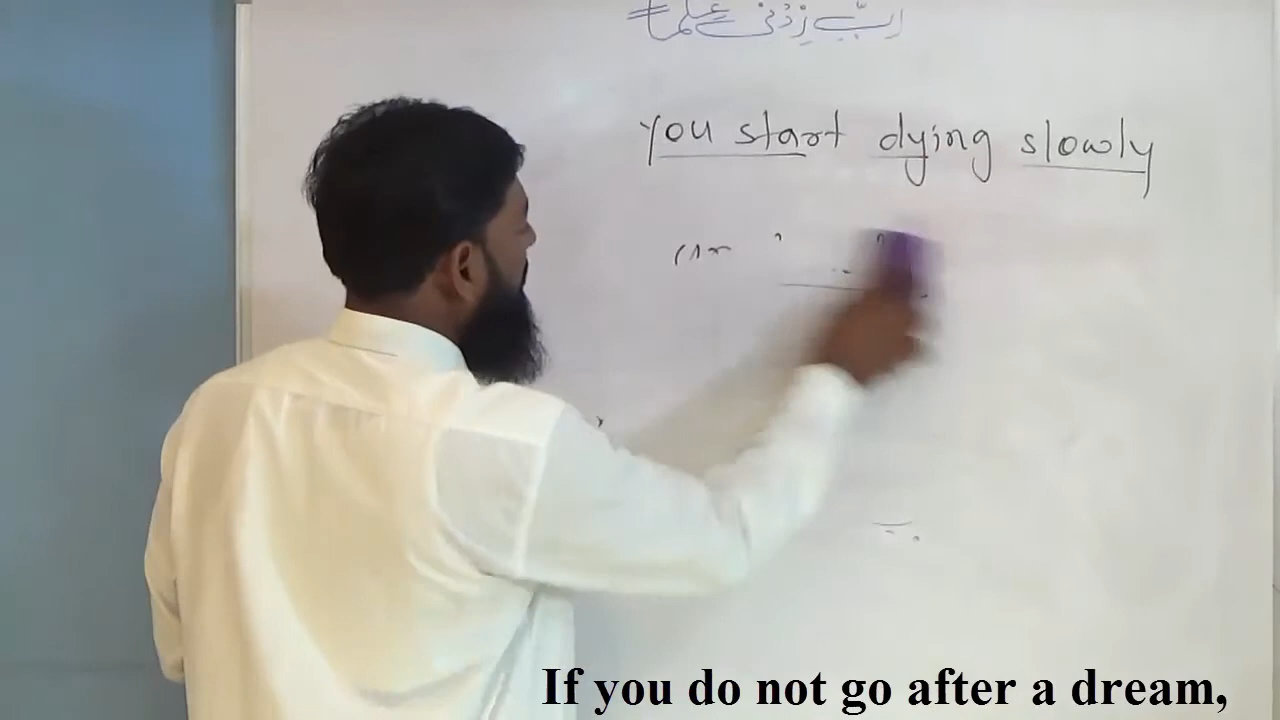 رَبِّ زِدْنِی عِلْمًا
You start dying slowly
If you do not go after a dream,